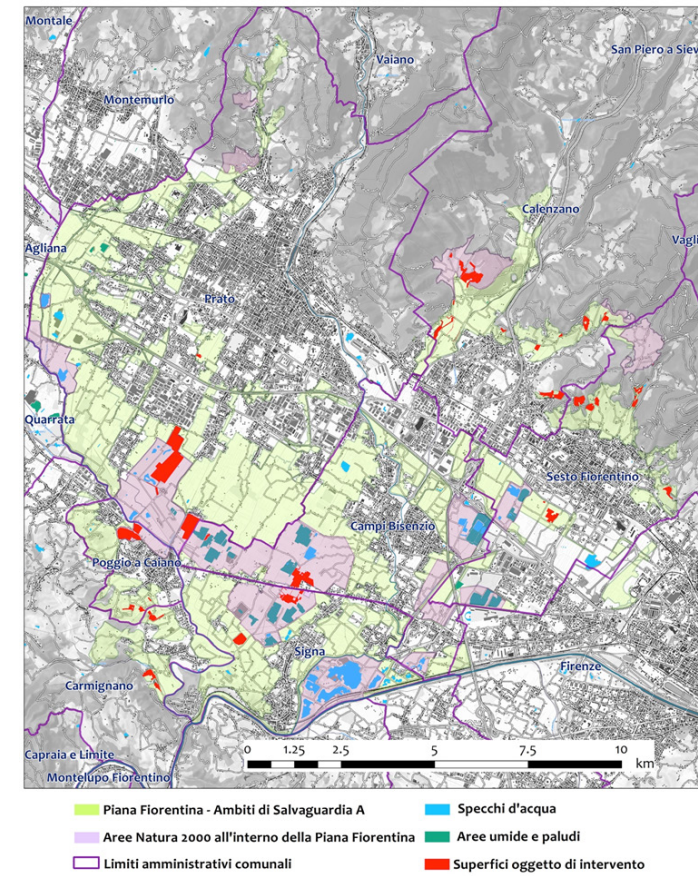 Montale
San Piero a Siev
Vaiano
Montemurlo
Calenzano
Agliana
Vagli
Prato
Quarrata
Sesto Fiorentino
Campi Bisenzio
Poggio a Caiano
Signa
Firenze
Carmignano
Capraia e Limite
Montelupo Fiorentino
0 1.25 2.5 5 7.5 10
km
Piana Fiorentina - Ambiti di Salvaguardia A
Specchi d'acqua
Aree Natura 2000 all'interno della Piana Fiorentina
Aree umide e paludi
Limiti amministrativi comunali
Superfici oggetto di intervento